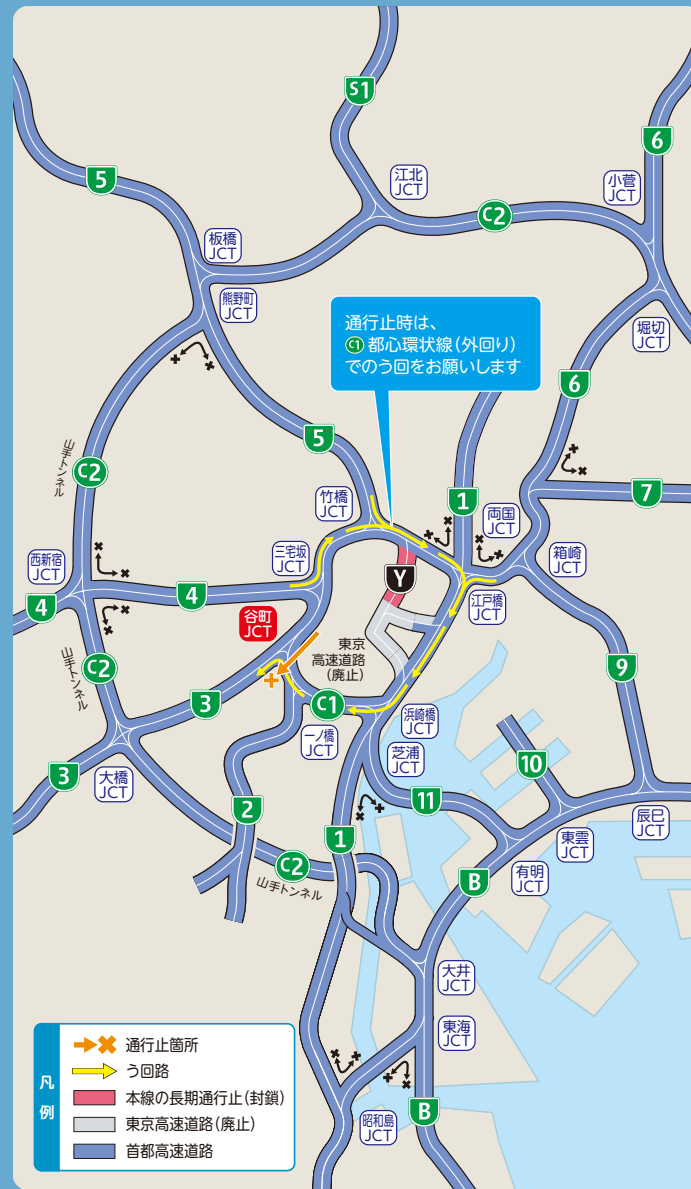 S1
5
6
江北
JCT
小菅
JCT
C2
板橋
JCT
熊野町
JCT
通行止時は、
C1 都心環状線(外回り)
でのう回をお願いします
堀切
JCT
6
5
山手トンネル
C2
竹橋
JCT
1
両国
JCT
7
西新宿
JCT
三宅坂
JCT
箱崎
JCT
Y
4
4
江戸橋
JCT
谷町
JCT
東京
高速道路
(廃止)
山手トンネル
C2
9
3
C1
浜崎橋
JCT
一ノ橋
JCT
芝浦
JCT
3
大橋
JCT
10
11
2
1
辰巳
JCT
東雲
JCT
有明
JCT
C2
山手トンネル
B
大井
JCT
東海
JCT
B
昭和島
JCT
凡例
通行止箇所
う回路
本線の長期通行止(封鎖)
東京高速道路(廃止)
首都高速道路